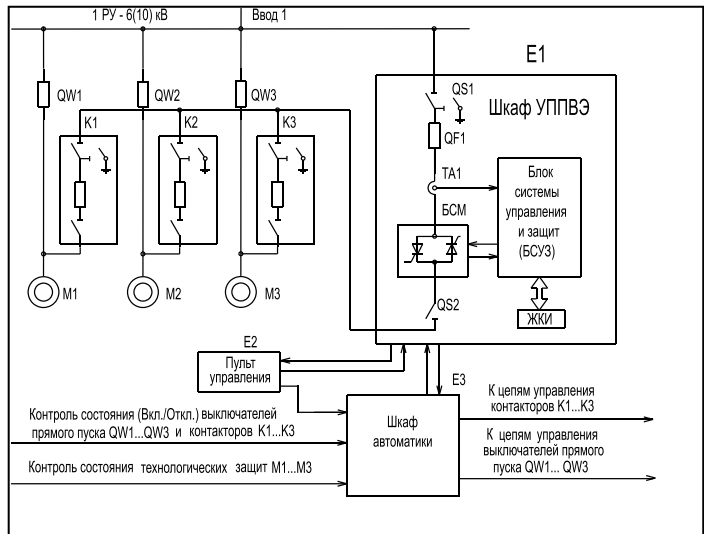 1 РУ - 6(10) кВ
Ввод 1
E1
QW1
QW2
QW3
QS1
Шкаф УППВЭ
K1
K2
K3
QF1
TA1
Блок
системы
управления
и защит
(БСУЗ)
БСМ
QS2
ЖКИ
M1
M2
M3
E2
Пульт
управления
E3
Шкаф
автоматики
Контроль состояния (Вкл./Откл.) выключателей
прямого пуска QW1...QW3 и контакторов K1...K3
Контроль состояния технологических защит M1...M3
К цепям управления
контакторов K1...K3
К цепям управления
выключателей прямого
пуска QW1... QW3